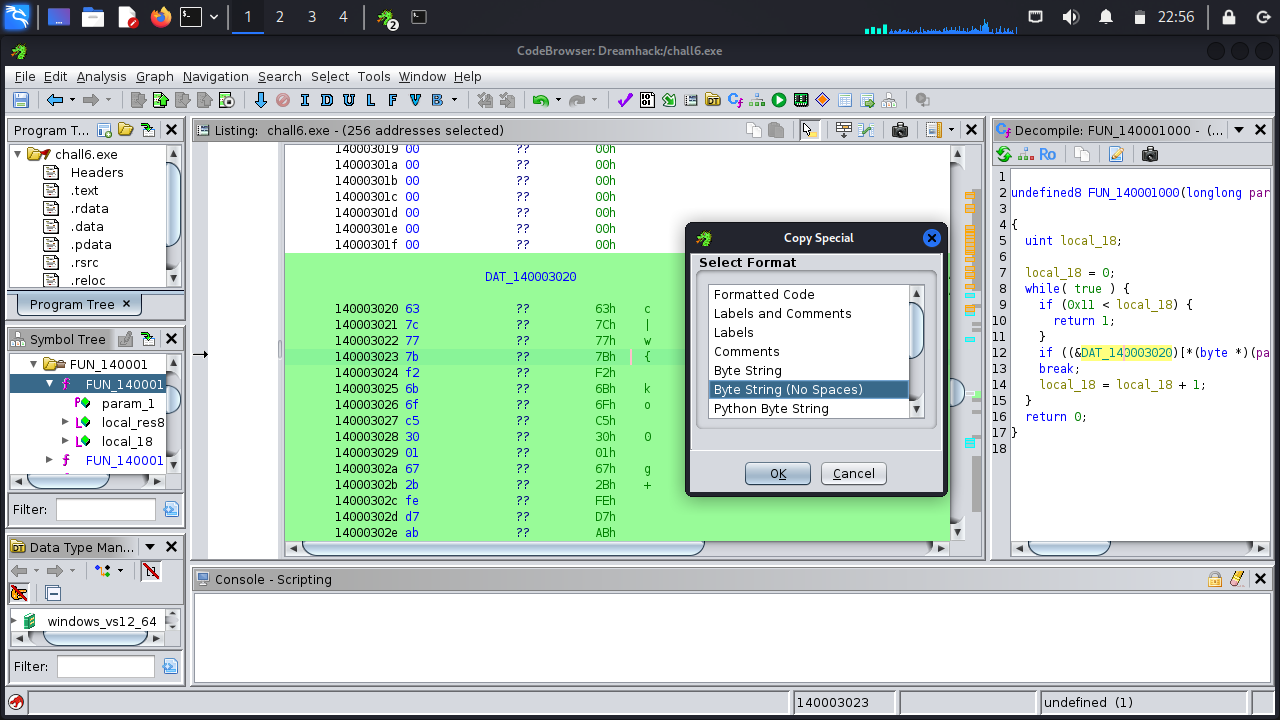 1 2 3 4 2 22:56
CodeBrowser: Dreamhack:/chall6.exe
File Edit Analysis Graph Navigation Search Select Tools Window Help
I D U L F V B
Program T...
chall6.exe
Headers
.text
.rdata
.data
.pdata
.rsrc
.reloc
Program Tree
Symbol Tree
FUN_140001
FUN_140001
param_1
local_res8
local_18
FUN_140001
Filter:
Data Type Man...
windows_vs12_64
Filter:
Listing: chall6.exe - (256 addresses selected)
140003019 00 ?? 00h
14000301a 00 ?? 00h
14000301b 00 ?? 00h
14000301c 00 ?? 00h
14000301d 00 ?? 00h
14000301e 00 ?? 00h
14000301f 00 ?? 00h
DAT_140003020
140003020 63 ?? 63h c
140003021 7c ?? 7Ch |
140003022 77 ?? 77h w
140003023 7b ?? 7Bh {
140003024 f2 ?? F2h
140003025 6b ?? 6Bh k
140003026 6f ?? 6Fh o
140003027 c5 ?? C5h
140003028 30 ?? 30h 0
140003029 01 ?? 01h
14000302a 67 ?? 67h g
14000302b 2b ?? 2Bh +
14000302c fe ?? FEh
14000302d d7 ?? D7h
14000302e ab ?? ABh
Copy Special
Select Format
Formatted Code
Labels and Comments
Labels
Comments
Byte String
Byte String (No Spaces)
Python Byte String
OK Cancel
Decompile: FUN_140001000 - (...
Ro
1
2 undefined8 FUN_140001000(longlong par
3
4 {
5 uint local_18;
6
7 local_18 = 0;
8 while( true ) {
9 if (0x11 < local_18) {
10 return 1;
11 }
12 if ((&DAT_140003020)[*(byte *)(pa
13 break;
14 local_18 = local_18 + 1;
15 }
16 return 0;
17 }
18
Console - Scripting
140003023 undefined (1)